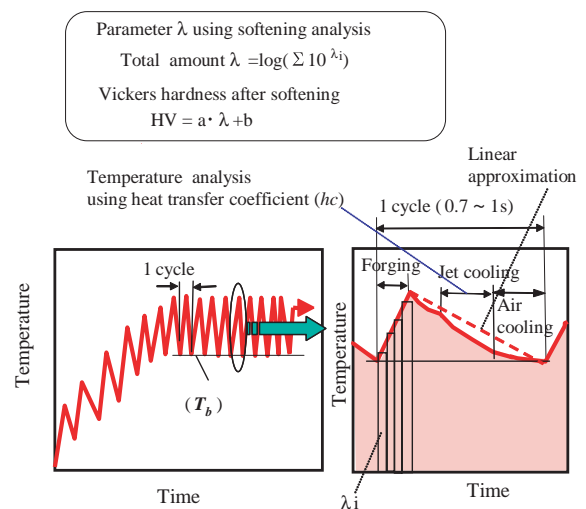 Parameter λ using softening analysis
Total amount λ =log( Σ 10 λi)
Vickers hardness after softening
HV = a· λ +b
Linear
approximation
Temperature analysis
using heat transfer coefficient (hc)
1 cycle ( 0.7 ~ 1s)
1 cycle
Forging
Jet cooling
Air
cooling
Temperature
Temperature
(Tb)
Time
Time
λ i